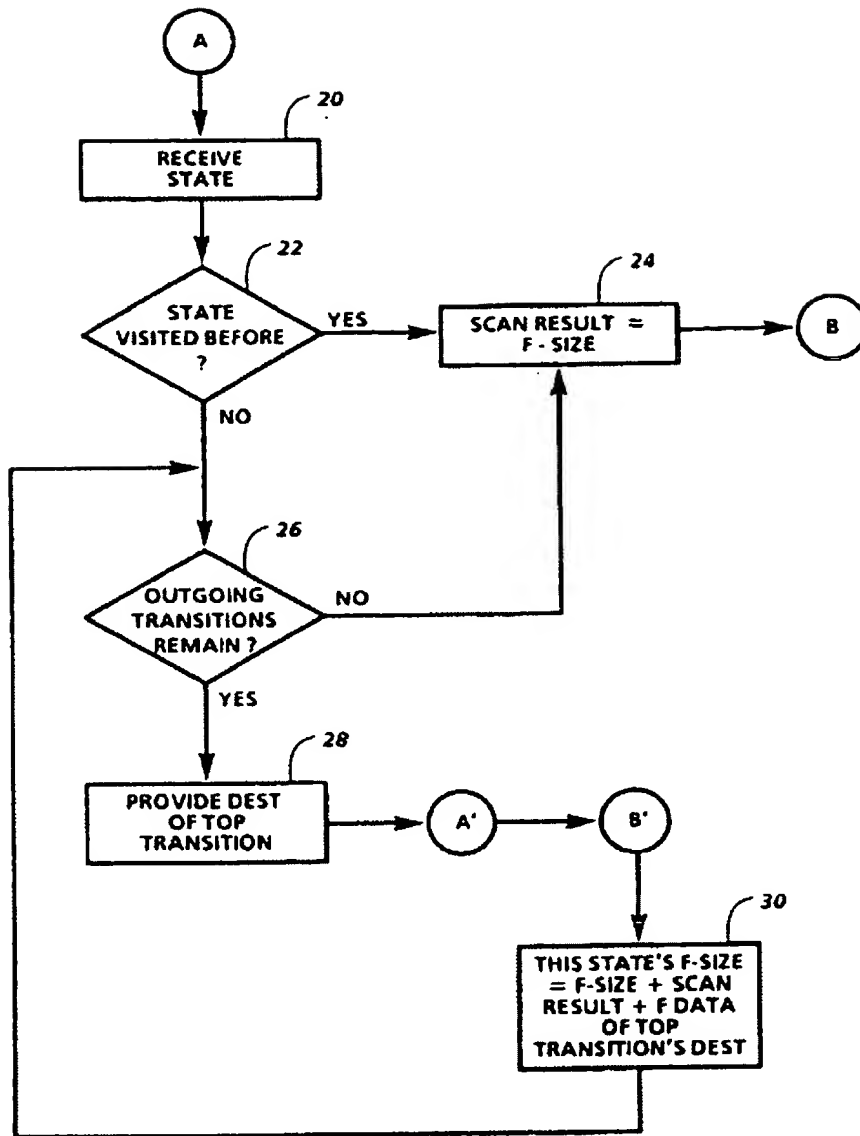 A
20
RECEIVE
STATE
22
STATE
VISITED BEFORE
?
YES
24
SCAN RESULT =
F - SIZE
B
NO
26
OUTGOING
TRANSITIONS
REMAIN ?
NO
YES
28
PROVIDE DEST
OF TOP
TRANSITION
A'
B'
30
THIS STATE'S F-SIZE
= F-SIZE + SCAN
RESULT + F DATA
OF TOP
TRANSITION'S DEST